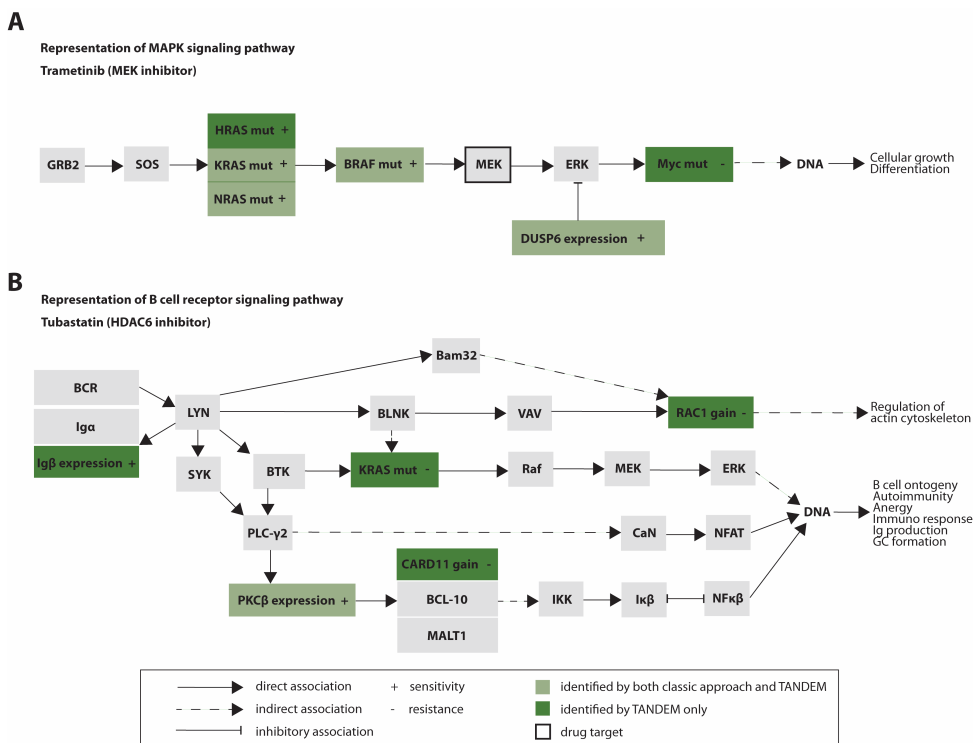 A
Representation of MAPK signaling pathway
Trametinib (MEK inhibitor)
HRAS mut +
GRB2
SOS
KRAS mut +
BRAF mut +
MEK
ERK
Myc mut -
DNA
Cellular growth
Differentiation
NRAS mut +
DUSP6 expression +
B
Representation of B cell receptor signaling pathway
Tubastatin (HDAC6 inhibitor)
Bam32
BCR
LYN
BLNK
VAV
RAC1 gain -
Regulation of
actin cytoskeleton
Igα
Igβ expression +
SYK
BTK
KRAS mut -
Raf
MEK
ERK
B cell ontogeny
Autoimmunity
Anergy
Immuno response
Ig production
GC formation
DNA
PLC-γ2
CaN
NFAT
CARD11 gain -
PKCβ expression +
BCL-10
IKK
Iκβ
NFκβ
MALT1
direct association
+ sensitivity
identified by both classic approach and TANDEM
indirect association
- resistance
identified by TANDEM only
inhibitory association
drug target